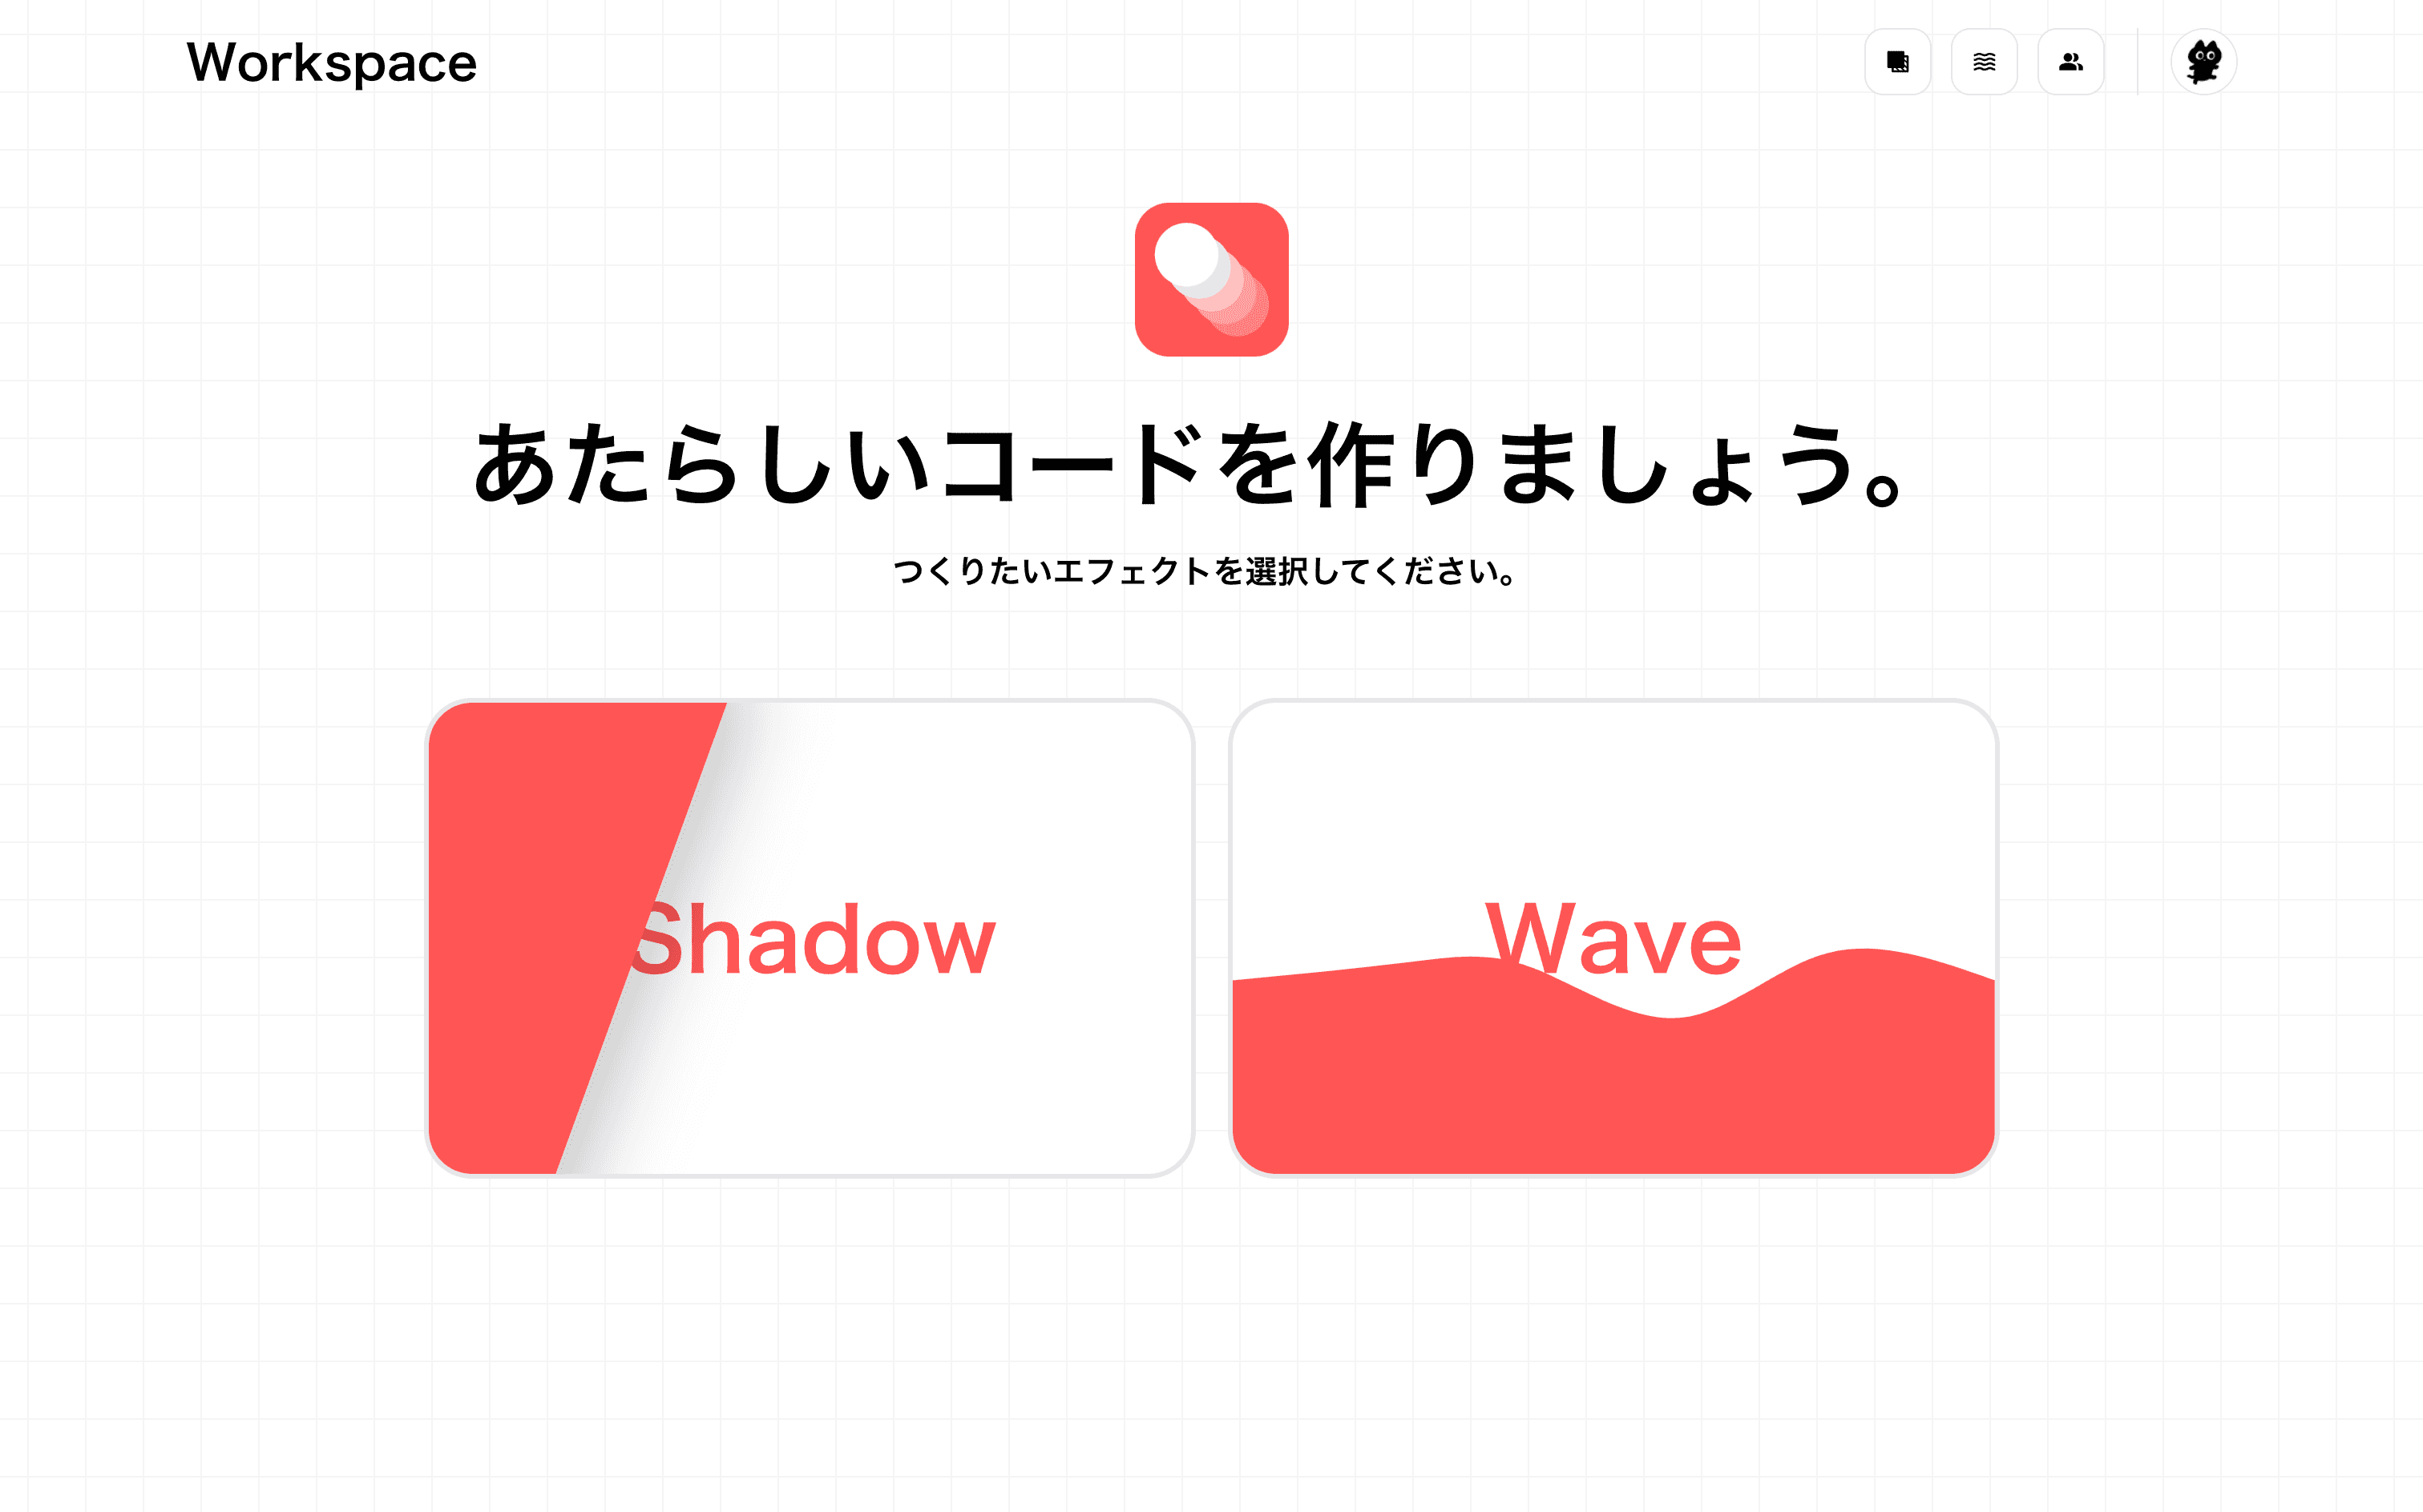 Workspace
あたらしいコードを作りましょう。
つくりたいエフェクトを選択してください。
Shadow
Wave